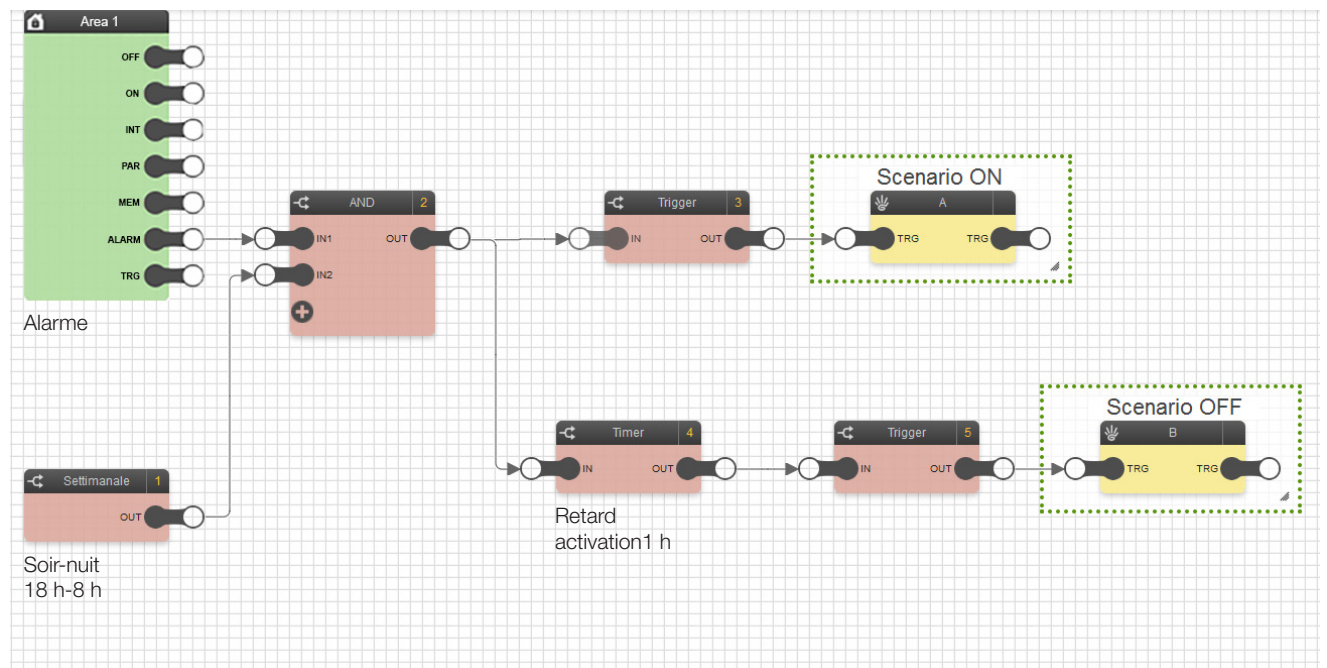 Area 1
OFF
ON
INT
PAR
MEM
ALARM
TRG
Alarme
AND 2
IN1 OUT
IN2
Trigger 3
IN OUT
Scenario ON
A
TRG TRG
Settimanale 1
OUT
Soir-nuit
18 h-8 h
Timer 4
IN OUT
Retard
activation1 h
Trigger 5
IN OUT
Scenario OFF
B
TRG TRG